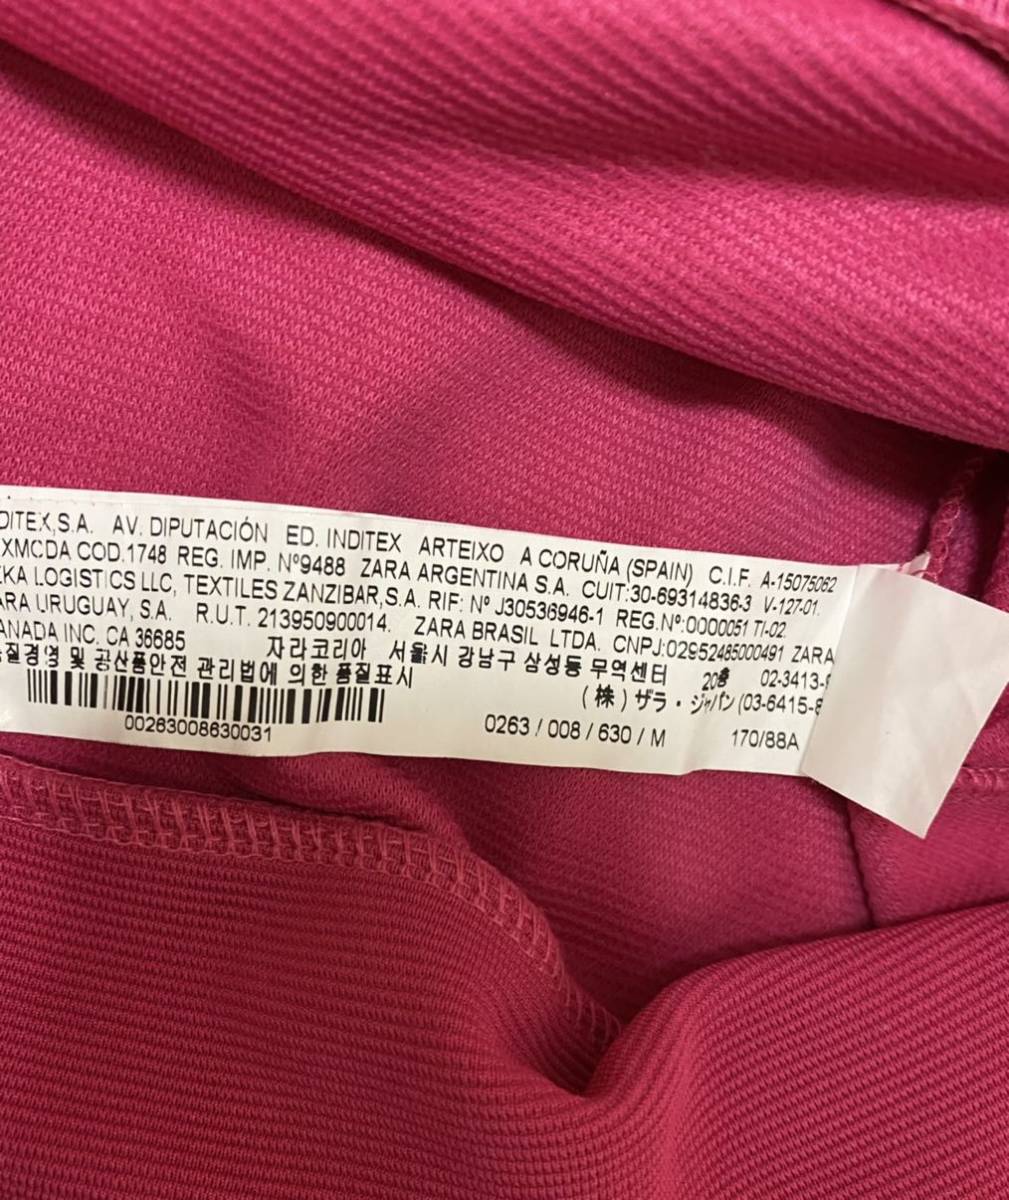 DITEX,S.A. AV. DIPUTACIÓN ED. INDITEX ARTEIXO A CORUÑA (SPAIN) C.I.F. A-15075062
XMCDA COD.1748 REG. IMP. Nº9488 ZARA ARGENTINA S.A. CUIT:30-69314836-3 V-127-01.
KA LOGISTICS LLC, TEXTILES ZANZIBAR,S.A. RIF: Nº J30536946-1 REG.Nº:0000051 TI-02.
ARA URUGUAY, S.A. R.U.T. 213950900014. ZARA BRASIL LTDA. CNPJ:02952485000491 ZARA
ANADA INC. CA 36685 자라코리아 서울시 강남구 삼성동 무역센터 20층 02-3413-
품질경영 및 공산품안전 관리법에 의한 품질표시 (株)ザラ・ジャパン(03-6415-
00263008630031 0263 / 008 / 630 / M 170/88A